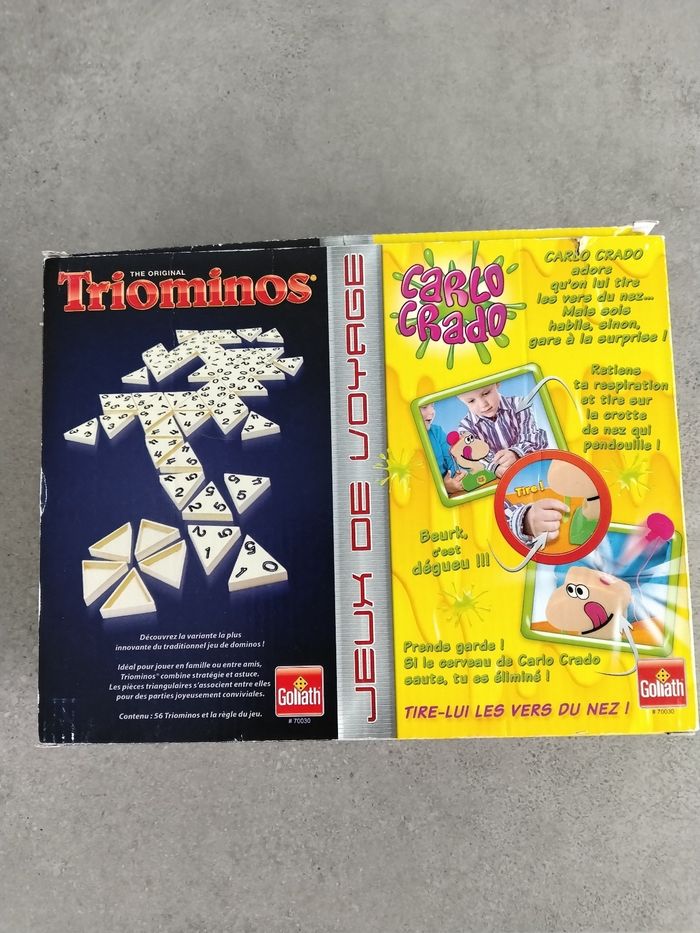 THE ORIGINAL
Triominos
Découvrez la variante la plus
innovante du traditionnel jeu de dominos !
Idéal pour jouer en famille ou entre amis,
Triominos® combine stratégie et astuce.
Les pièces triangulaires s'associent entre elles
pour des parties joyeusement conviviales.
Contenu : 56 Triominos et la règle du jeu.
Goliath
# 70030
JEUX DE VOYAGE
CARLO
CRADO
CARLO CRADO
adore
qu'on lui tire
les vers du nez...
Mais sois
habile, sinon,
gare à la surprise !
Retiens
ta respiration
et tire sur
la crotte
de nez qui
pendouille !
Tire !
Beurk,
c'est
dégueu !!!
Prends garde !
Si le cerveau de Carlo Crado
saute, tu es éliminé !
TIRE-LUI LES VERS DU NEZ !
Goliath
# 70030